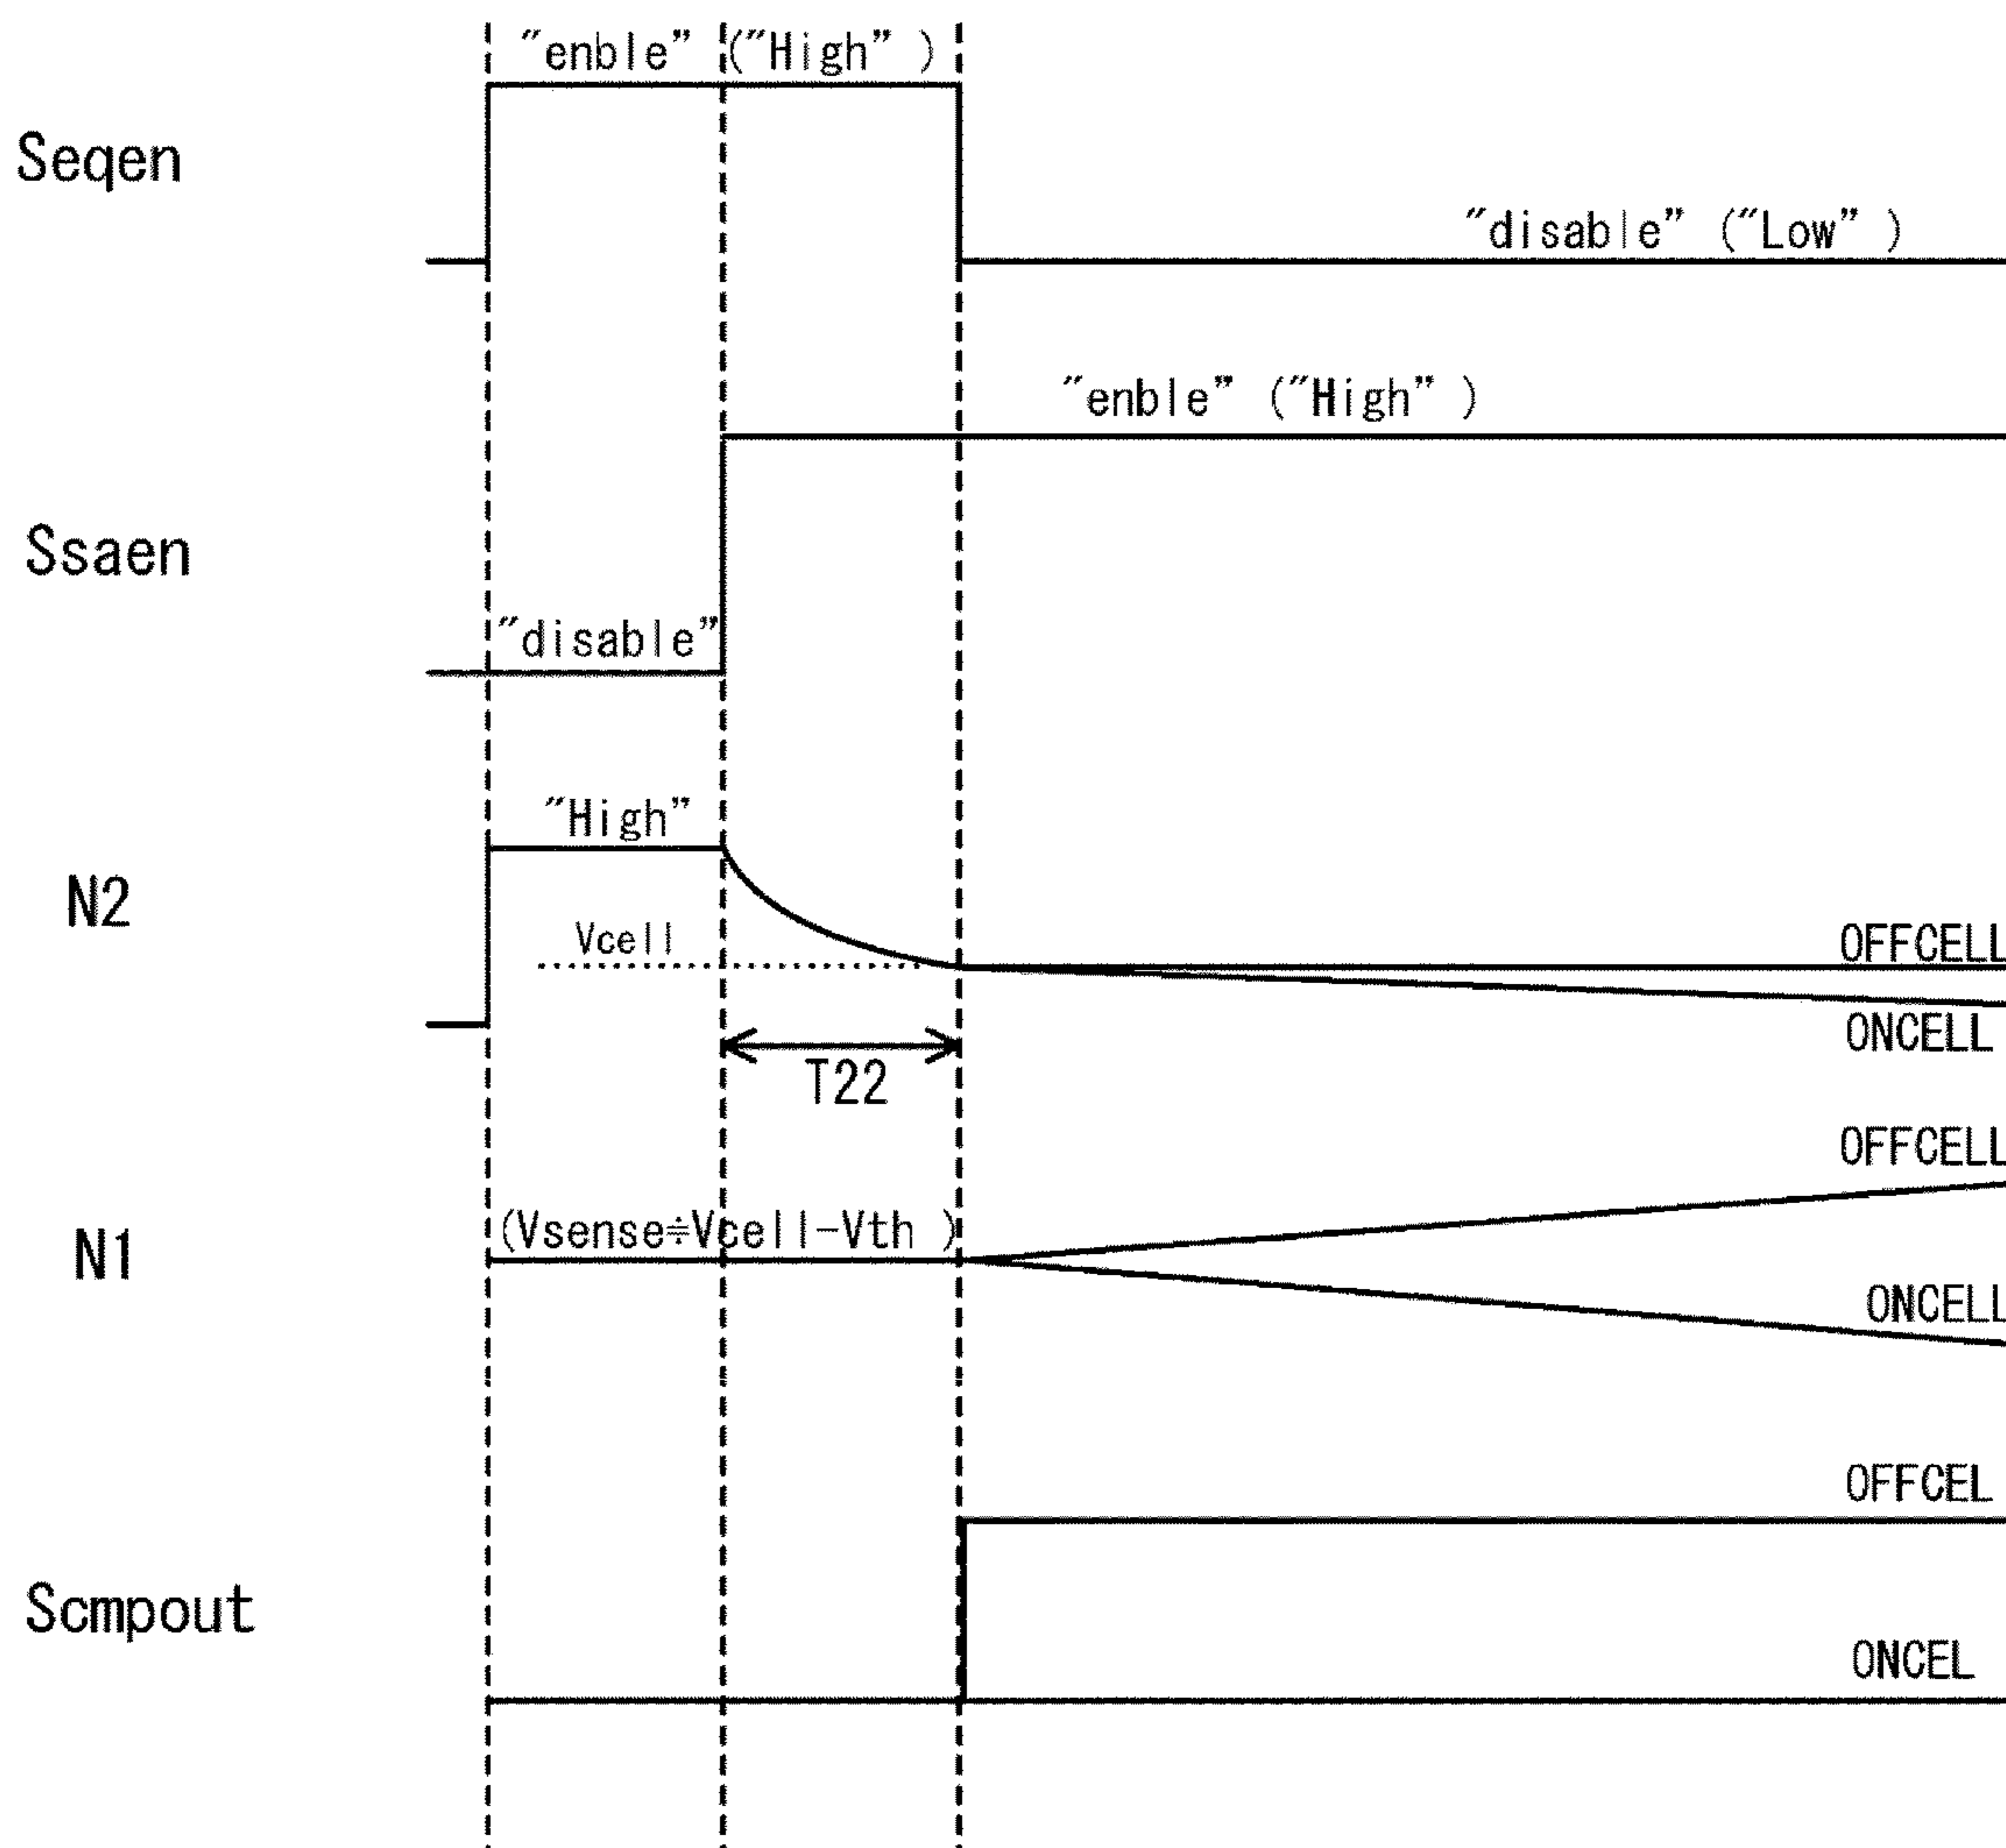 "enble" ("High" )
Seqen
"disable" ("Low" )
"enble" ("High" )
Ssaen
"disable"
"High"
N2
Vcell
OFFCELL
ONCELL
T22
OFFCELL
(Vsense≒Vcell-Vth )
N1
ONCELL
OFFCEL
Scmpout
ONCEL